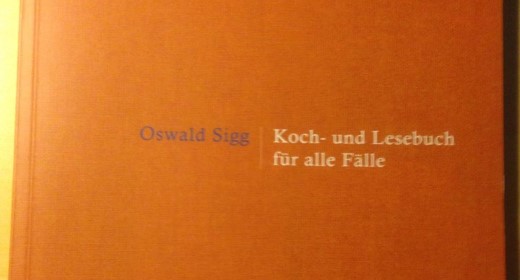 Oswald Sigg
Koch- und Lesebuch
für alle Fälle